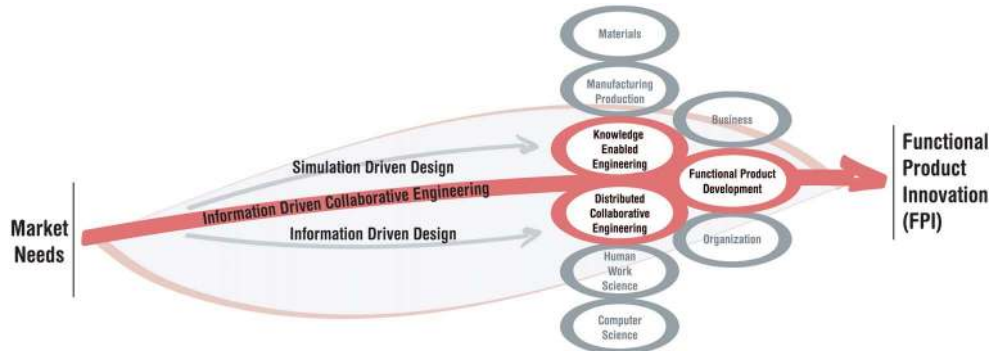 Market
Needs
Simulation Driven Design
Information Driven Collaborative Engineering
Information Driven Design
Materials
Manufacturing
Production
Knowledge
Enabled
Engineering
Distributed
Collaborative
Engineering
Human
Work
Science
Computer
Science
Business
Functional Product
Development
Organization
Functional
Product
Innovation
(FPI)